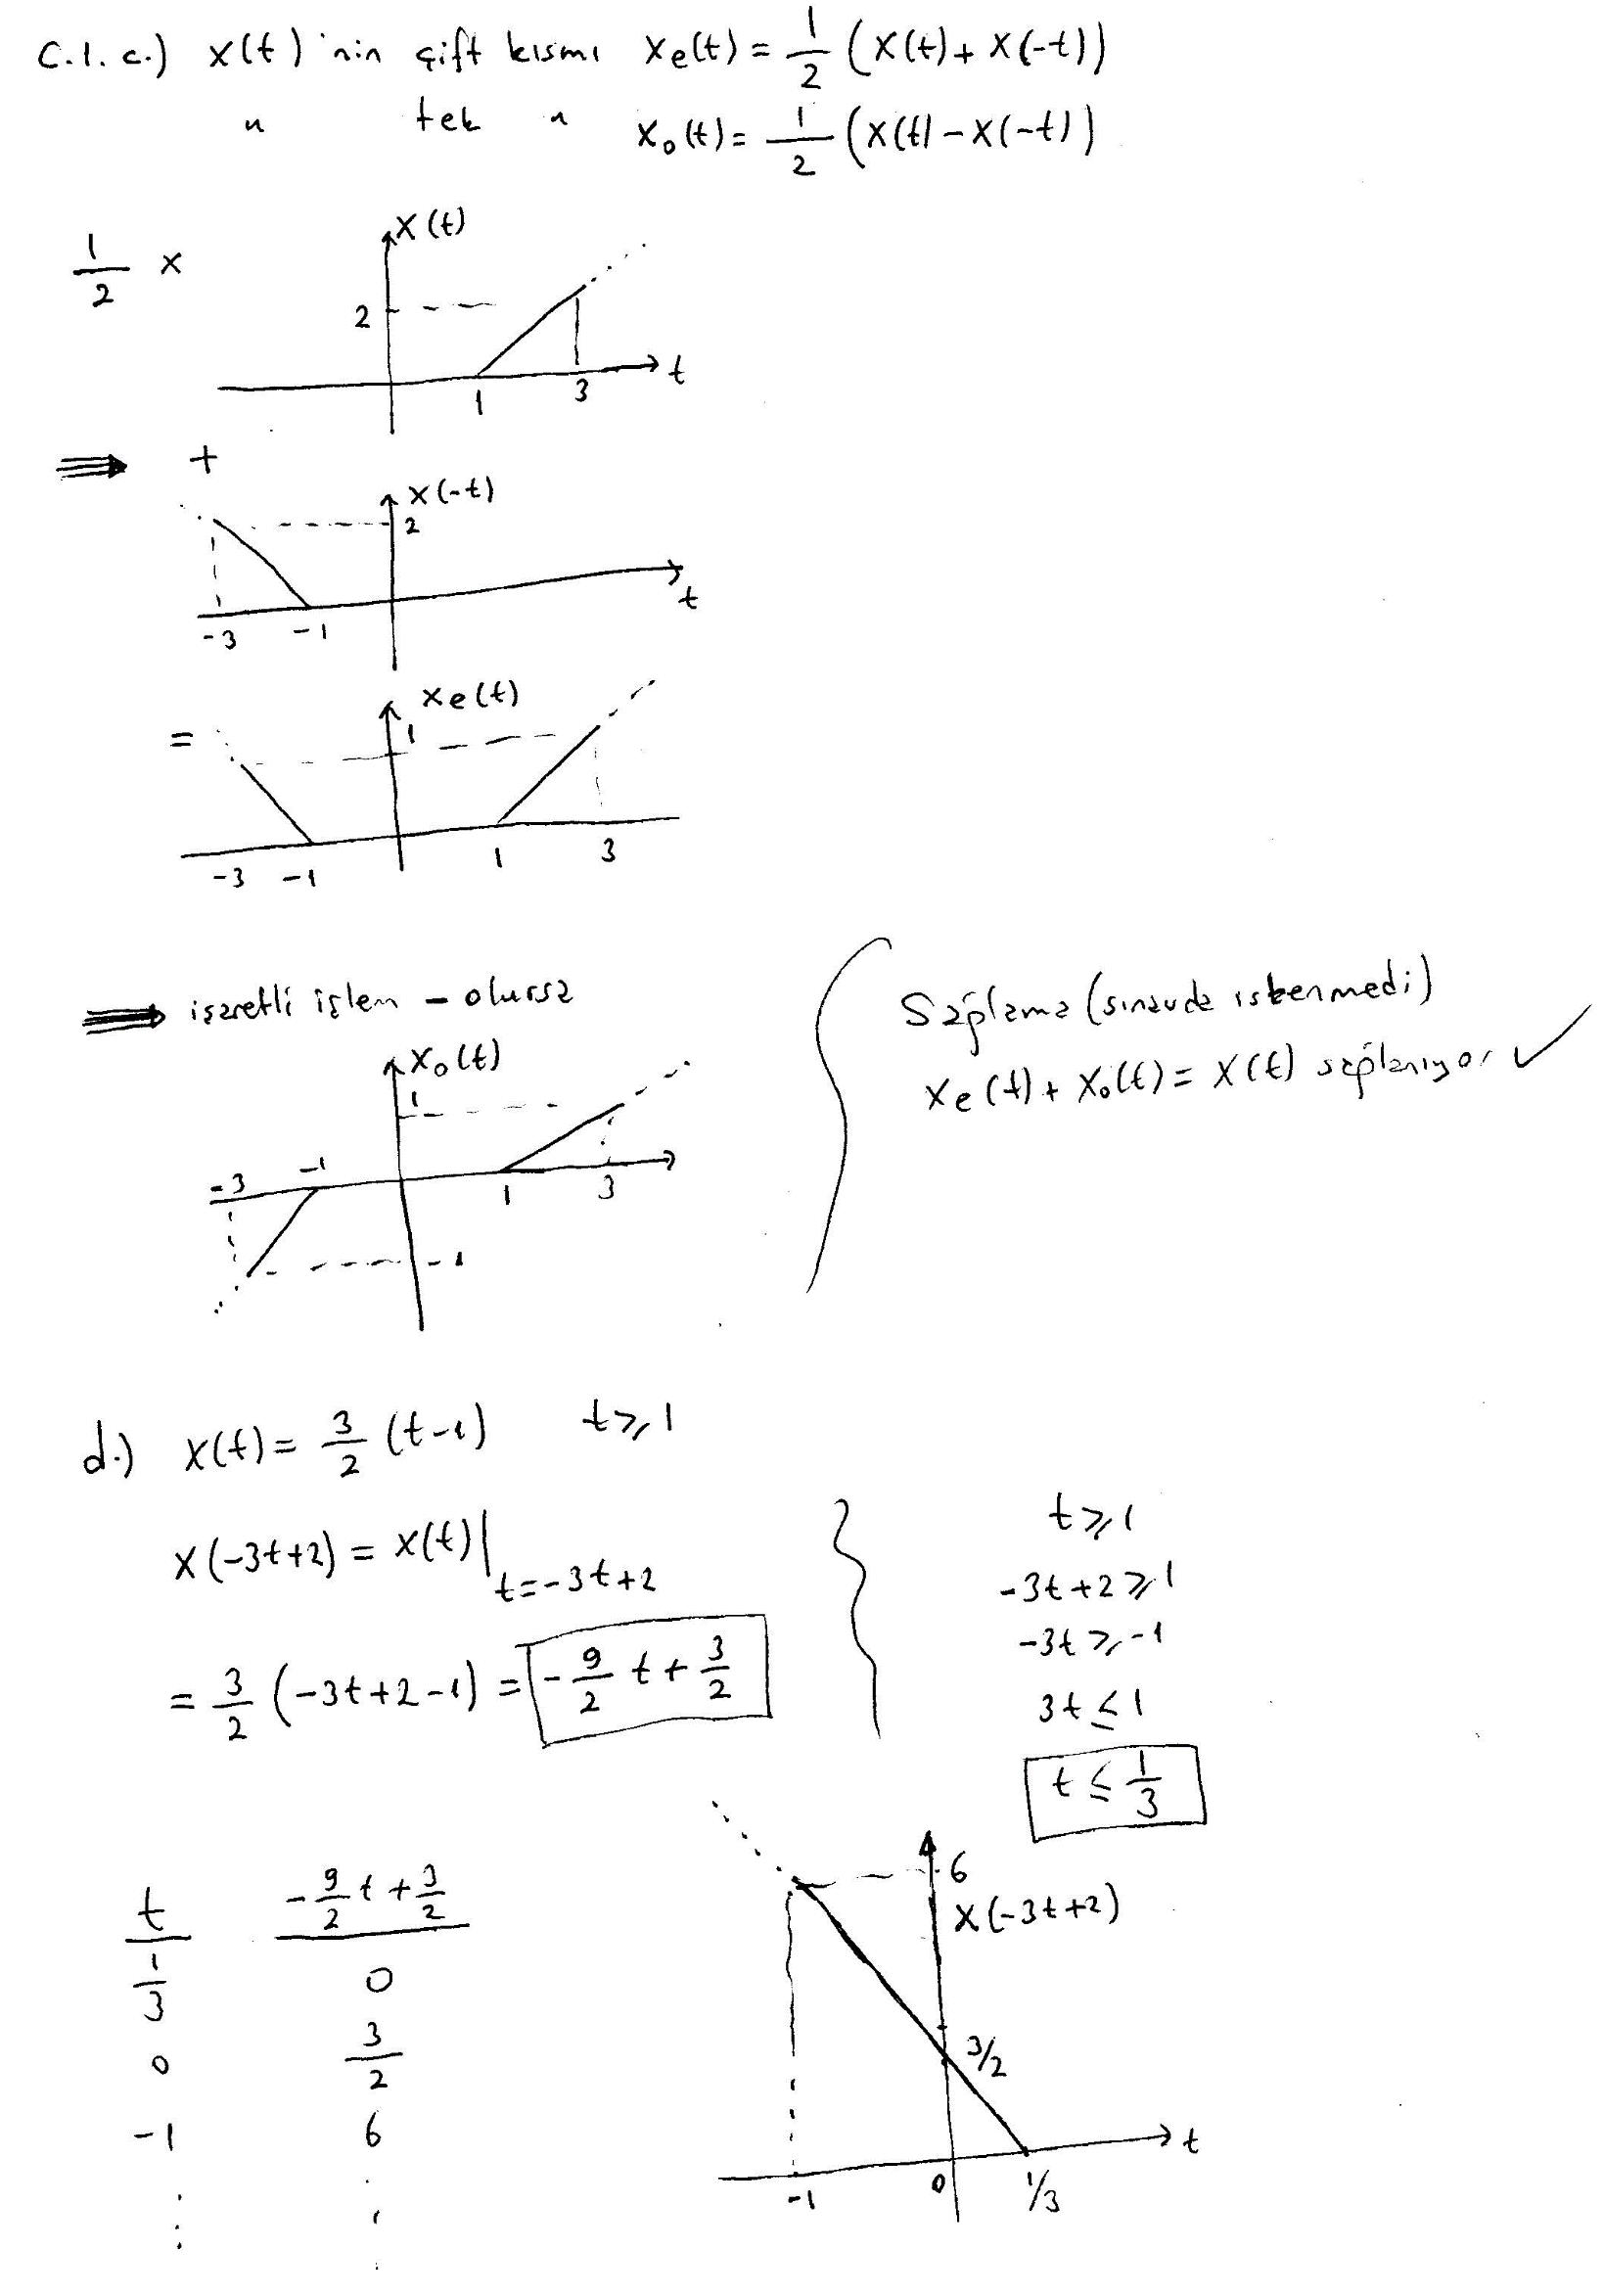 C.1.c.) x(t)'nin çift kısmı xe(t) = 1/2 (x(t) + x(-t))
" tek " xo(t) = 1/2 (x(t) - x(-t))
1/2 x
x(t)
2
t
1 3
+
x(-t)
2
t
-3 -1
xe(t)
1
=
-3 -1 1 3
işaretli işlem - olursa
xo(t)
1
-3 -1 1 3
-1
Sağlama (sınavda istenmedi)
xe(t) + xo(t) = x(t) sağlanıyor ✓
d.) x(t) = 3/2 (t-1) t ≥ 1
x(-3t+2) = x(t)| t=-3t+2
= 3/2 (-3t+2-1) = -9/2 t + 3/2
t ≥ 1
-3t+2 ≥ 1
-3t ≥ -1
3t ≤ 1
t ≤ 1/3
t -9/2 t + 3/2
1/3 0
0 3/2
-1 6
6
x(-3t+2)
3/2
t
-1 0 1/3